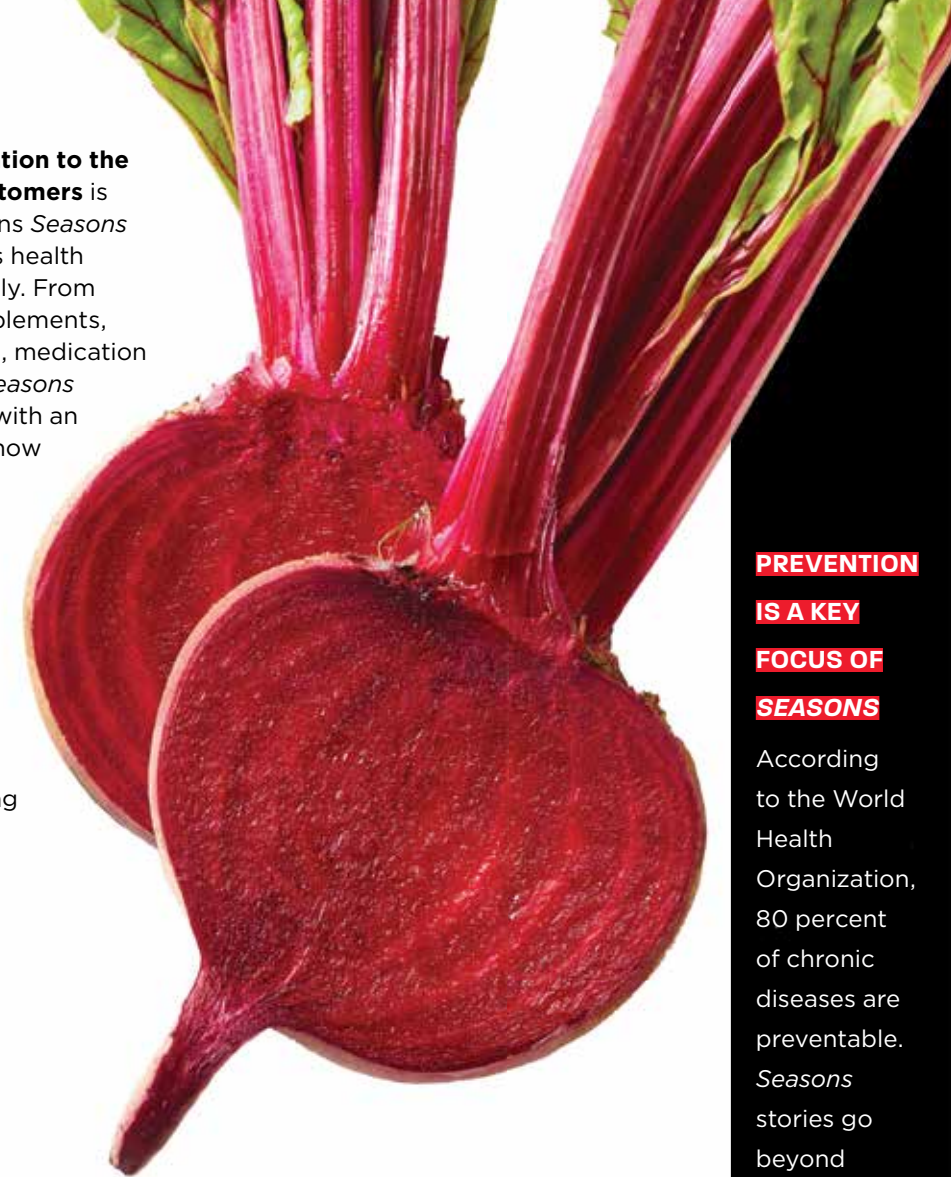 tion to the
tomers is
ns Seasons
s health
ly. From
plements,
, medication
easons
with an
now
g
PREVENTION
IS A KEY
FOCUS OF
SEASONS
According
to the World
Health
Organization,
80 percent
of chronic
diseases are
preventable.
Seasons
stories go
beyond